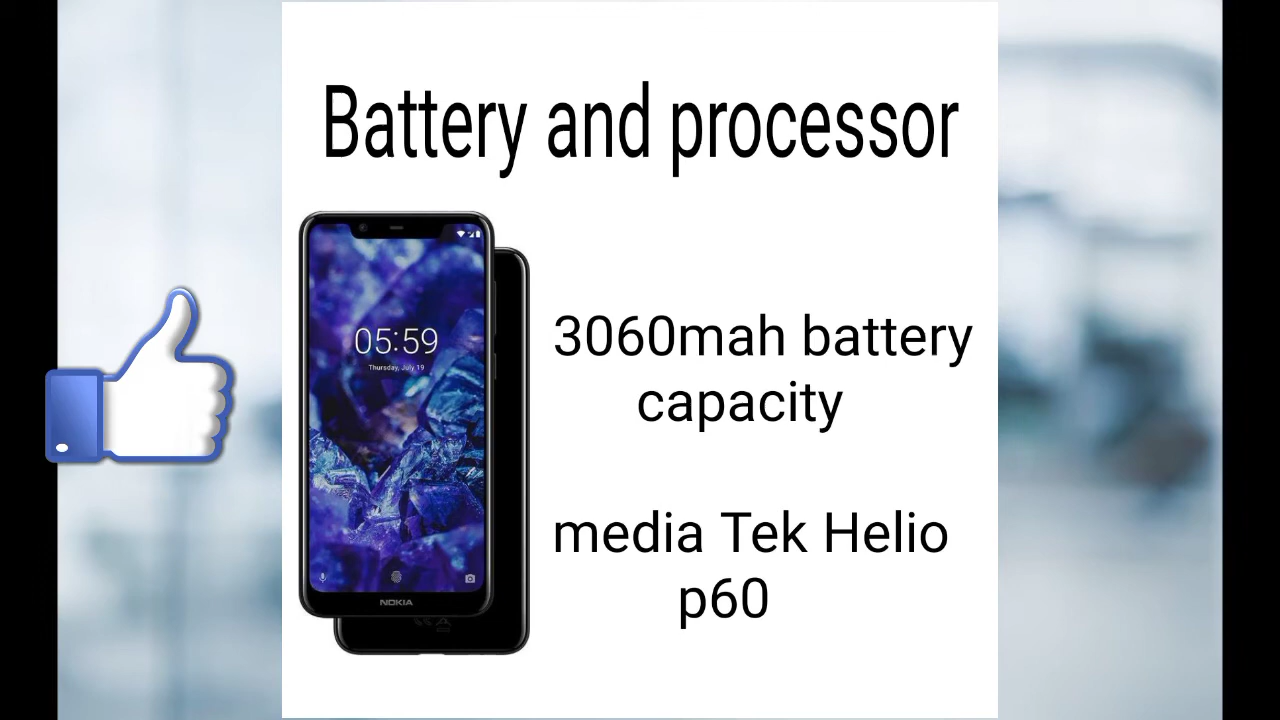 Battery and processor
05:59
Thursday, July 19
NOKIA
3060mah battery
capacity
media Tek Helio
p60